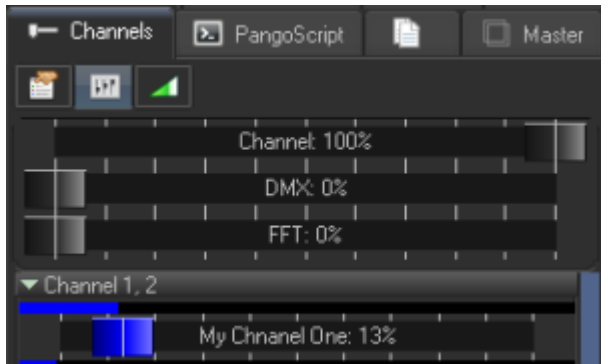 Channels PangoScript Master
Channel: 100%
DMX: 0%
FFT: 0%
Channel 1, 2
My Chnanel One: 13%